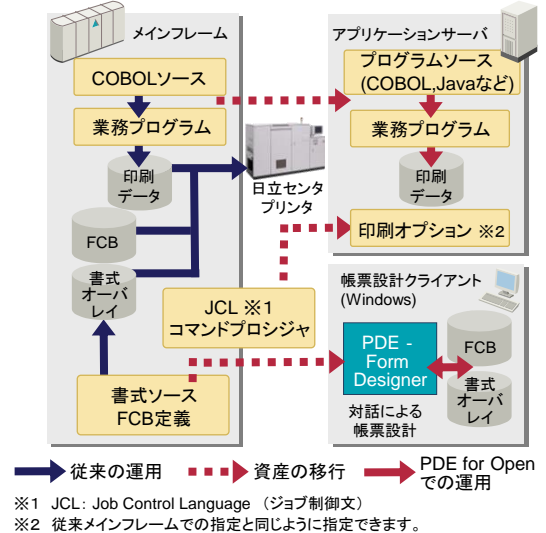 メインフレーム
COBOLソース
業務プログラム
印刷
データ
FCB
書式
オーバ
レイ
JCL ※1
コマンドプロシジャ
書式ソース
FCB定義
日立センタ
プリンタ
アプリケーションサーバ
プログラムソース
(COBOL,Javaなど)
業務プログラム
印刷
データ
印刷オプション ※2
帳票設計クライアント
(Windows)
PDE -
Form
Designer
対話による
帳票設計
FCB
書式
オーバ
レイ
従来の運用
資産の移行
PDE for Open
での運用
※1 JCL: Job Control Language （ジョブ制御文）
※2 従来メインフレームでの指定と同じように指定できます。